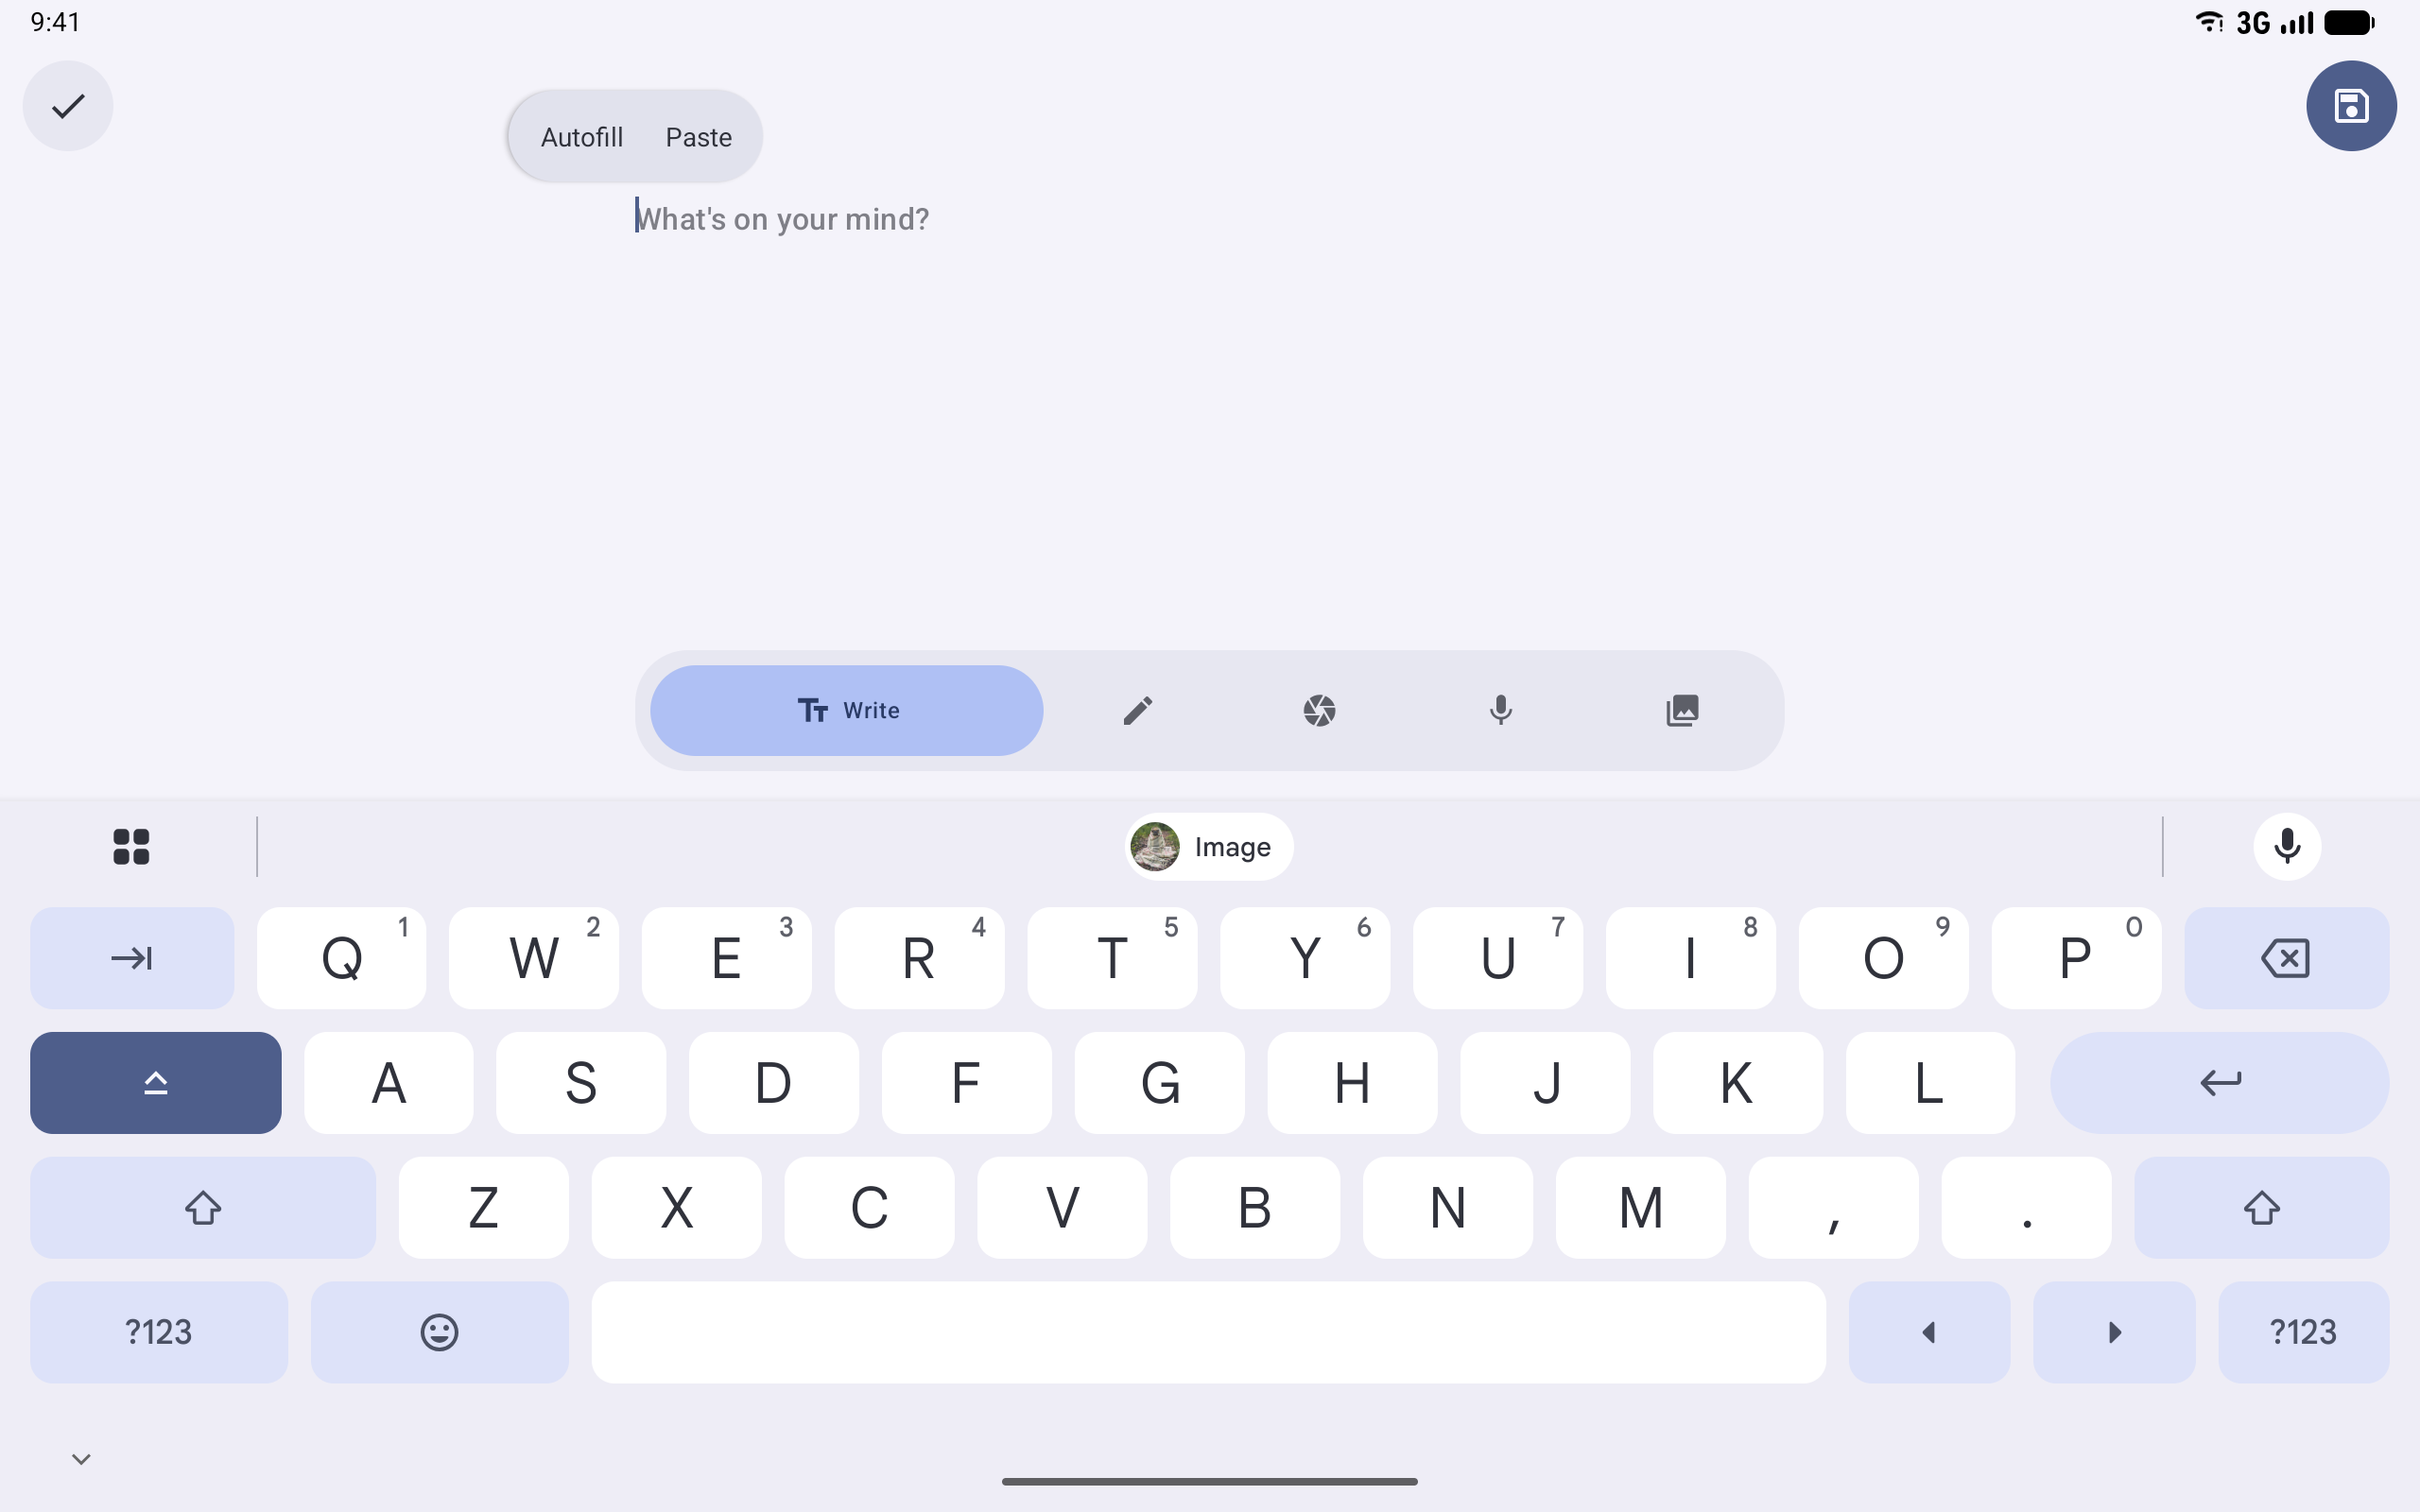 9:41
3G
Autofill Paste
What's on your mind?
Write
Image
Q 1 W 2 E 3 R 4 T 5 Y 6 U 7 I 8 O 9 P 0
A S D F G H J K L
Z X C V B N M , .
?123 ?123